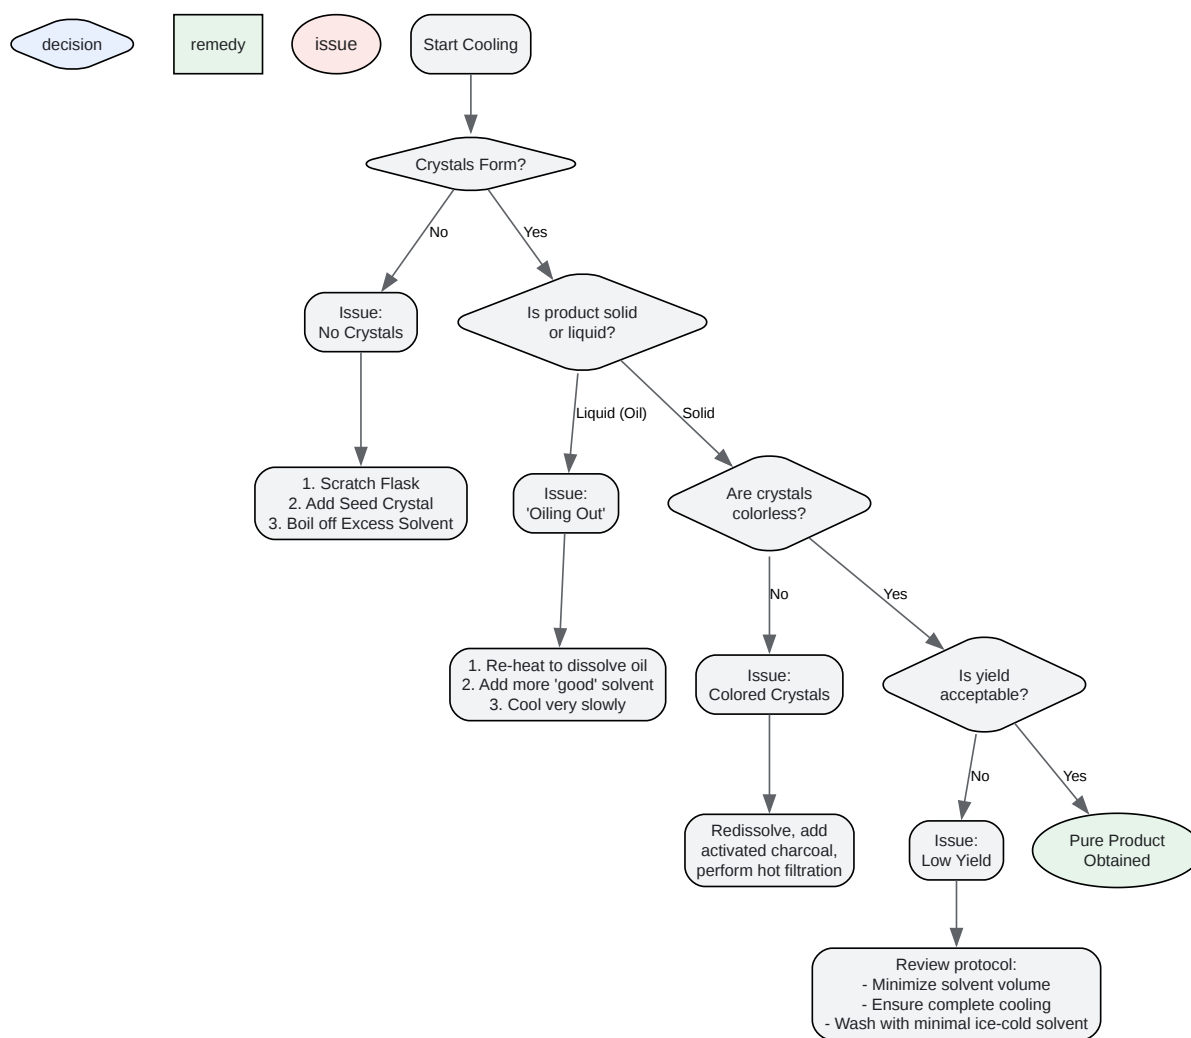 decision
remedy
issue
Start Cooling
Crystals Form?
No
Yes
Issue:
No Crystals
Is product solid
or liquid?
Liquid (Oil)
Solid
1. Scratch Flask
2. Add Seed Crystal
3. Boil off Excess Solvent
Issue:
'Oiling Out'
Are crystals
colorless?
No
Yes
1. Re-heat to dissolve oil
2. Add more 'good' solvent
3. Cool very slowly
Issue:
Colored Crystals
Is yield
acceptable?
No
Yes
Redissolve, add
activated charcoal,
perform hot filtration
Issue:
Low Yield
Pure Product
Obtained
Review protocol:
- Minimize solvent volume
- Ensure complete cooling
- Wash with minimal ice-cold solvent